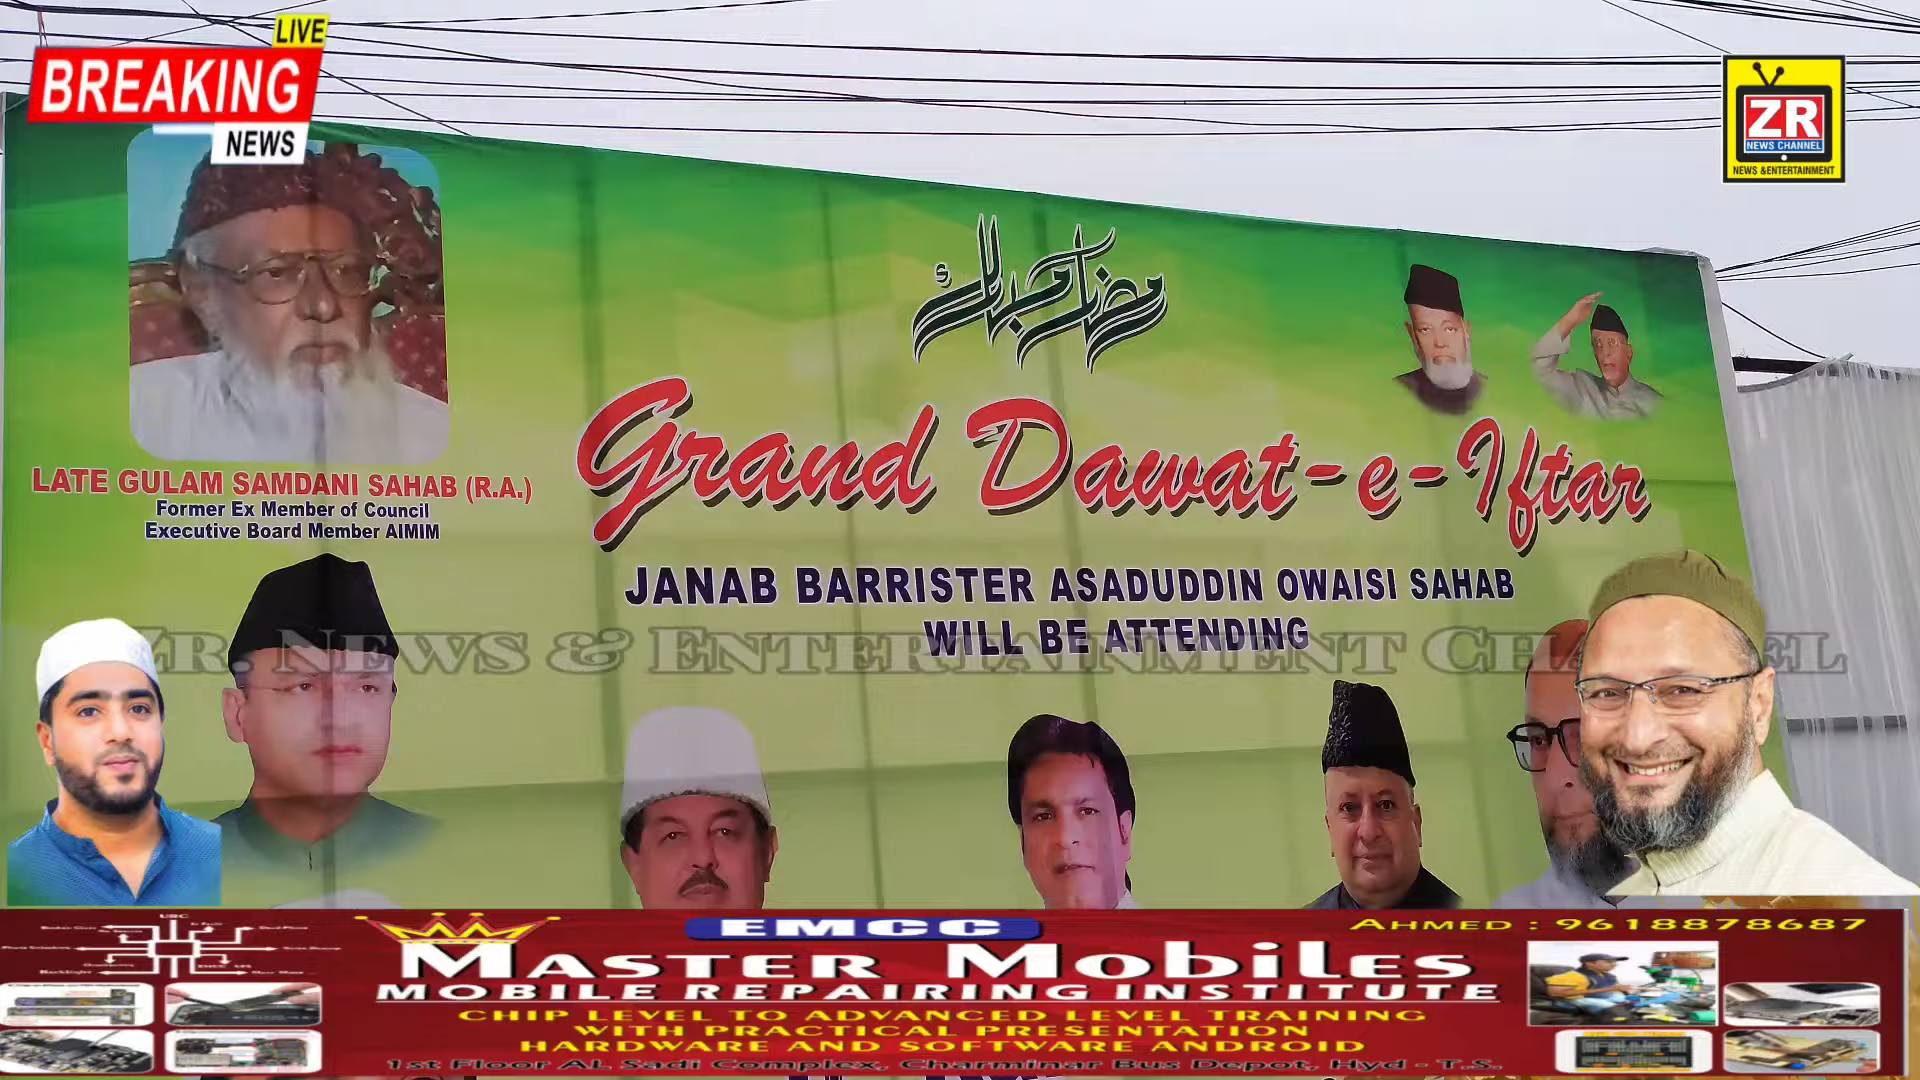 LIVE
BREAKING
NEWS
ZR
NEWS CHANNEL
NEWS &ENTERTAINMENT
رمضان مبارك
LATE GULAM SAMDANI SAHAB (R.A.)
Former Ex Member of Council
Executive Board Member AIMIM
Grand Dawat-e-Iftar
JANAB BARRISTER ASADUDDIN OWAISI SAHAB
WILL BE ATTENDING
ZR. NEWS & ENTERTAINMENT CHANNEL
EMCC
AHMED : 9618878687
MASTER MOBILES
MOBILE REPAIRING INSTITUTE
CHIP LEVEL TO ADVANCED LEVEL TRAINING
WITH PRACTICAL PRESENTATION
HARDWARE AND SOFTWARE ANDROID
1st Floor AL Sadi Complex, Charminar Bus Depot, Hyd - T.S.